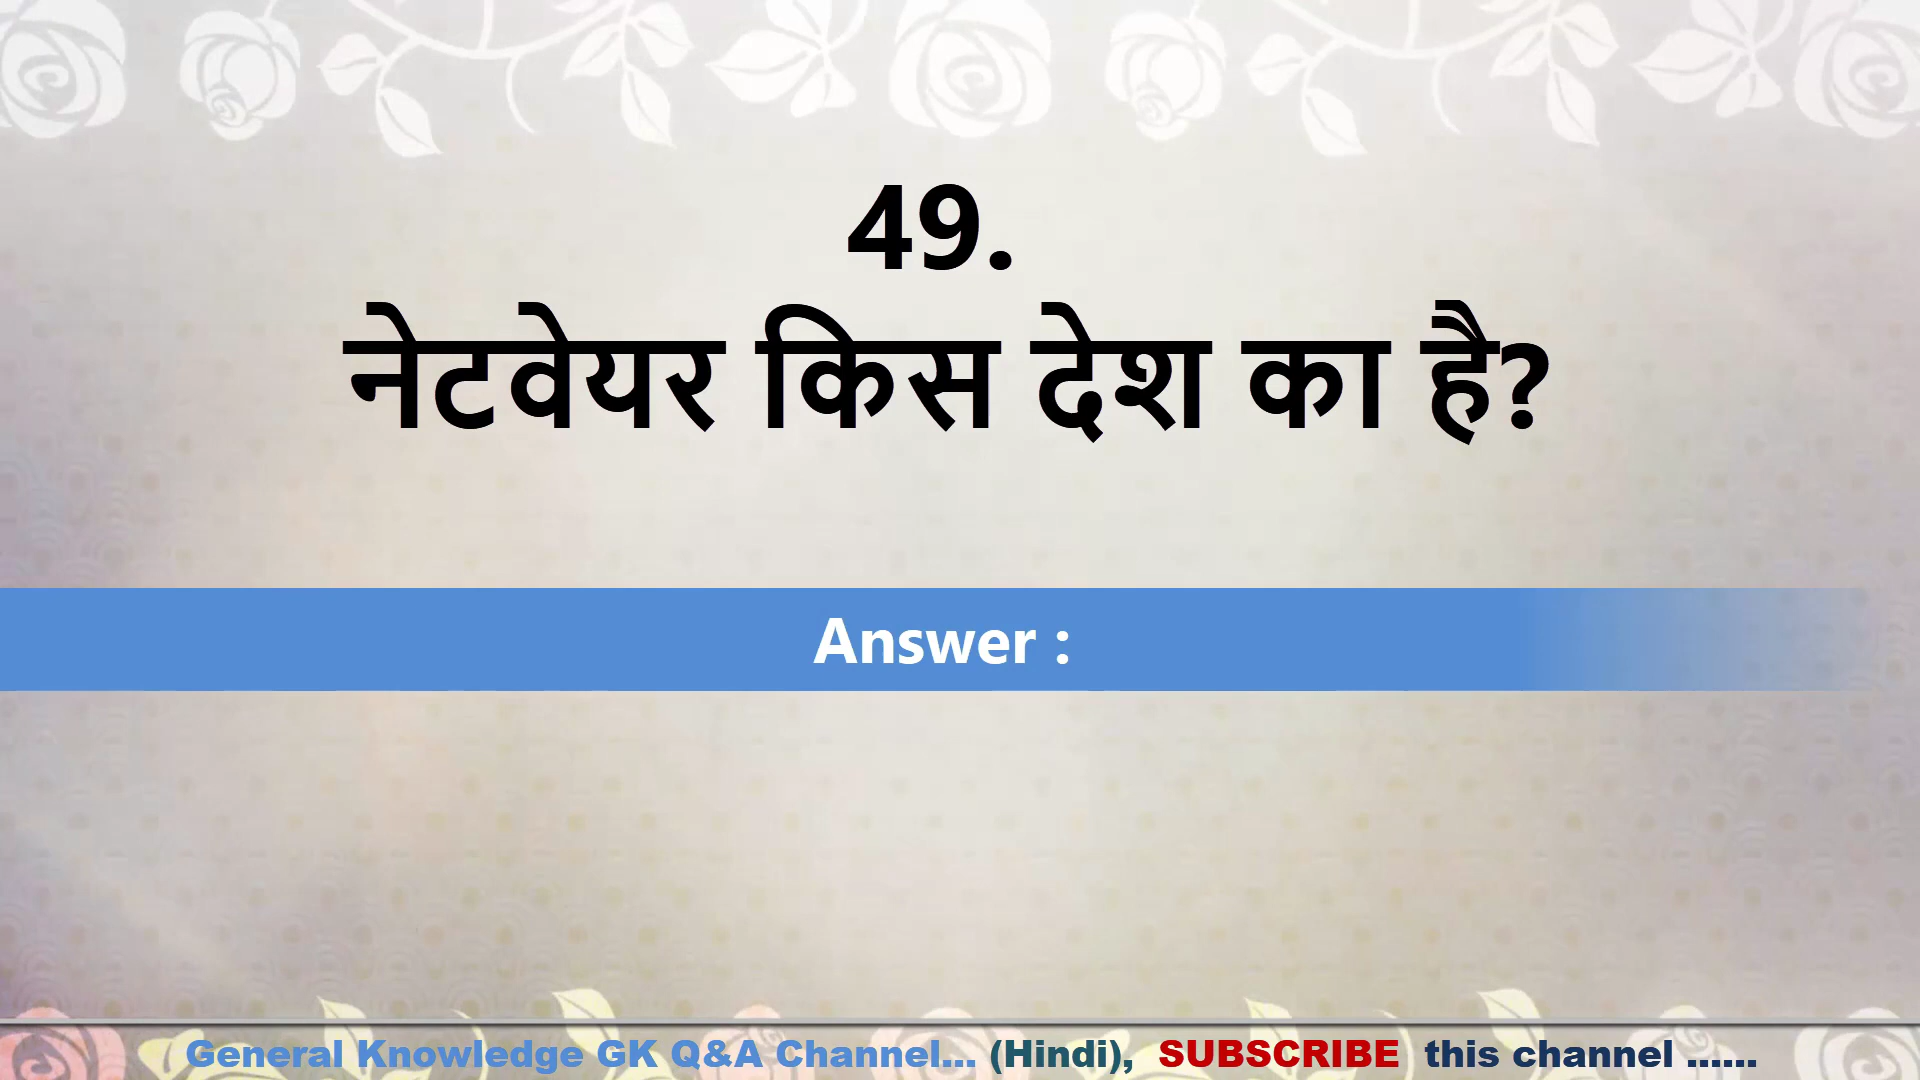 49.
नेटवेयर किस देश का है?
Answer :
General Knowledge GK Q&A Channel... (Hindi), SUBSCRIBE this channel ......